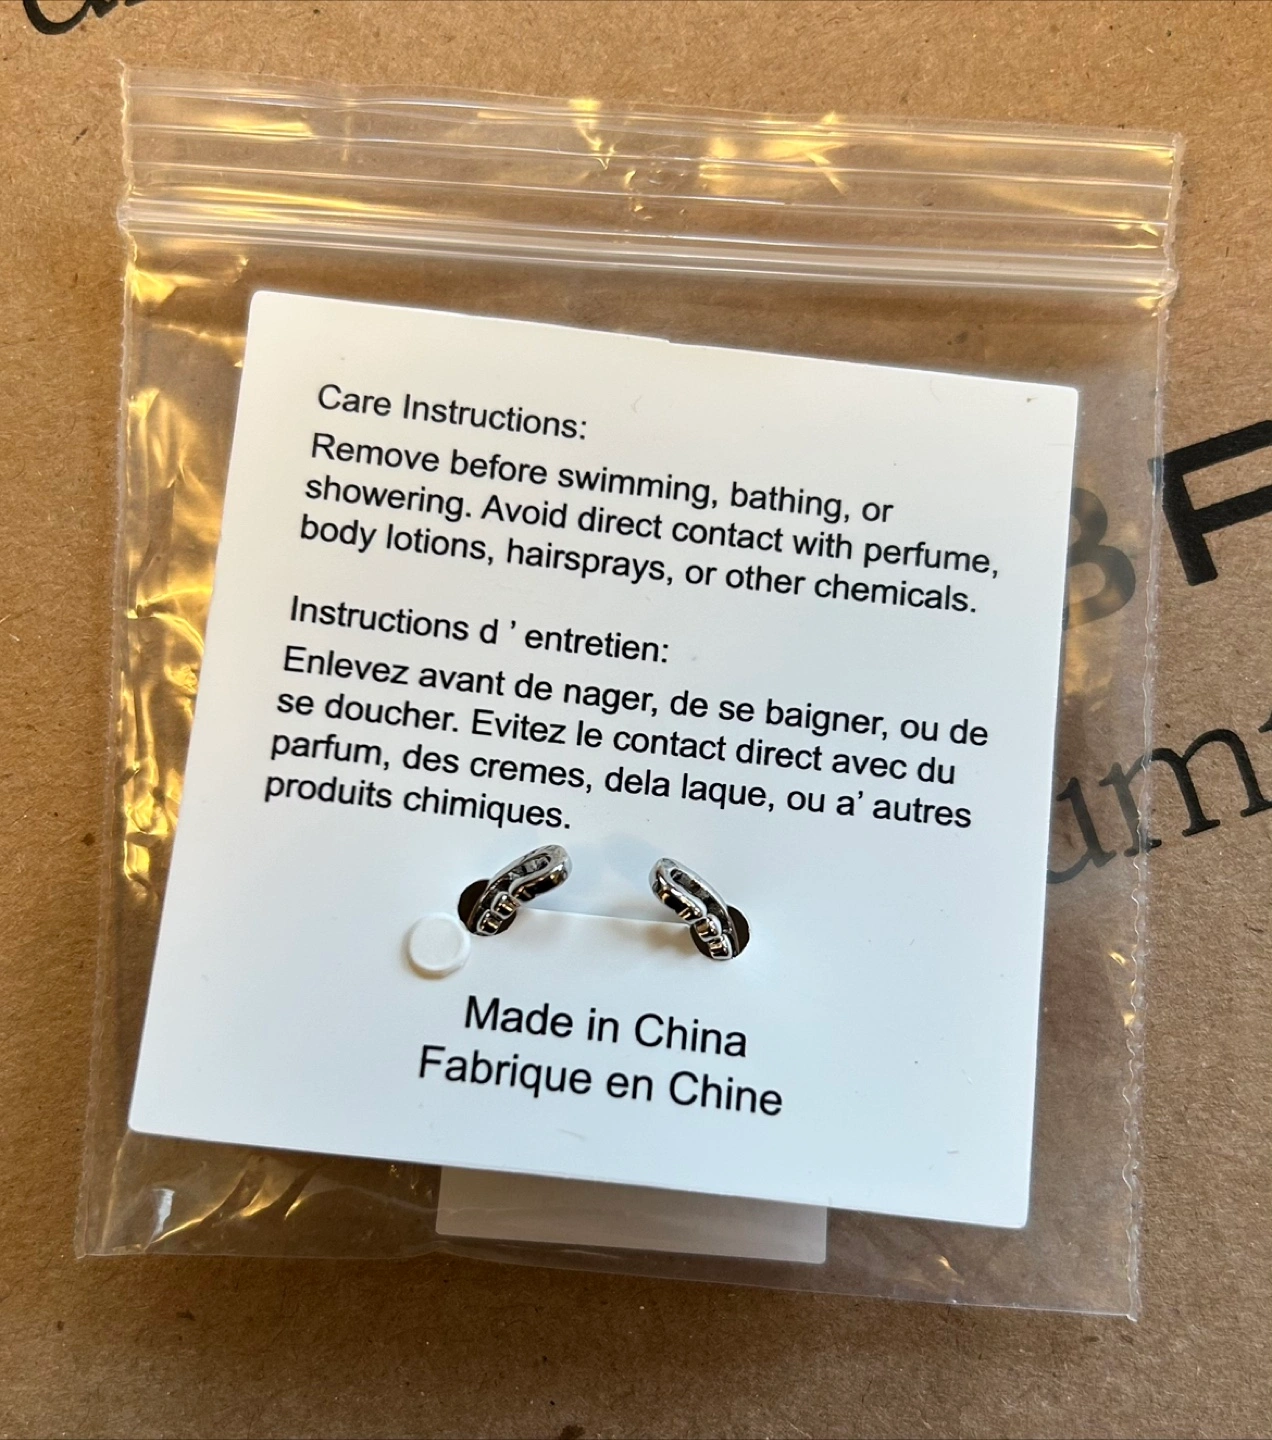 Care Instructions:
Remove before swimming, bathing, or
showering. Avoid direct contact with perfume,
body lotions, hairsprays, or other chemicals.
Instructions d ’ entretien:
Enlevez avant de nager, de se baigner, ou de
se doucher. Evitez le contact direct avec du
parfum, des cremes, dela laque, ou a’ autres
produits chimiques.
Made in China
Fabrique en Chine